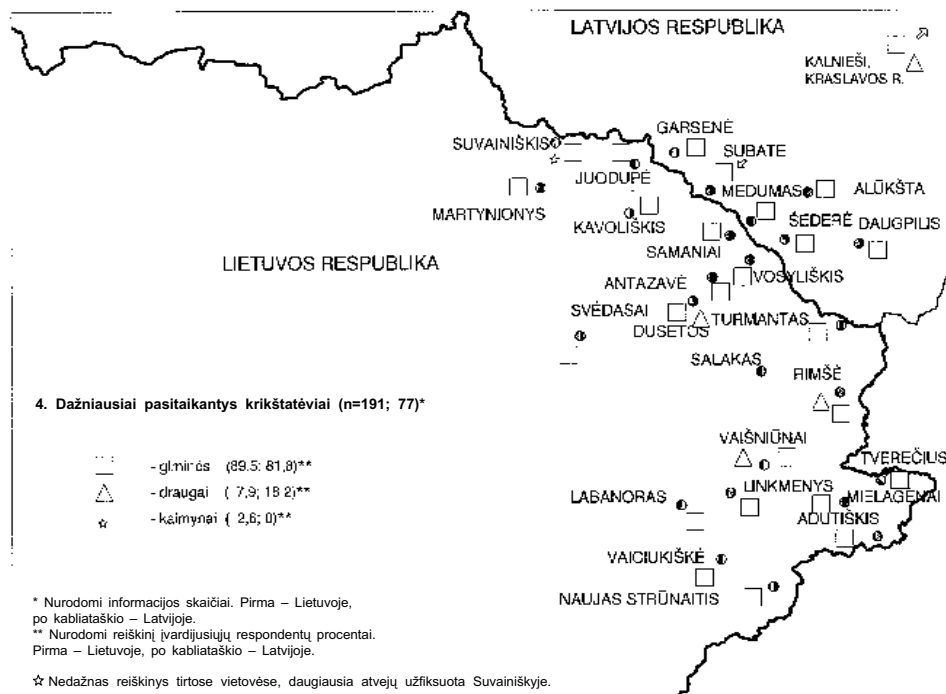 LATVIJOS RESPUBLIKA
KALNIEŠI,
KRASLAVOS R.
GARSENĖ
SUVAINIŠKIS
SUBATE
JUODUPĖ
MEDUMAS
ALŪKŠTA
MARTYNIONYS
KAVOLIŠKIS
ŠĖDERĖ
DAUGPILIS
SAMANIAI
LIETUVOS RESPUBLIKA
VOSYLIŠKIS
ANTAZAVĖ
SVĖDASAI
DUSETOS
TURMANTAS
SALAKAS
RIMŠĖ
4. Dažniausiai pasitaikantys krikštatėviai (n=191; 77)*
VAIŠNIŪNAI
TVEREČIUS
- giminės (89,5; 81,8)**
- draugai ( 7,9; 18 2)**
- kaimynai ( 2,6; 0)**
LINKMENYS
MIELAGĖNAI
LABANORAS
ADUTIŠKIS
VAICIUKIŠKĖ
NAUJAS STRŪNAITIS
* Nurodomi informacijos skaičiai. Pirma – Lietuvoje,
po kabliataškio – Latvijoje.
** Nurodomi reiškinį įvardijusiųjų respondentų procentai.
Pirma – Lietuvoje, po kabliataškio – Latvijoje.
☆ Nedažnas reiškinys tirtose vietovėse, daugiausia atvejų užfiksuota Suvainiškyje.